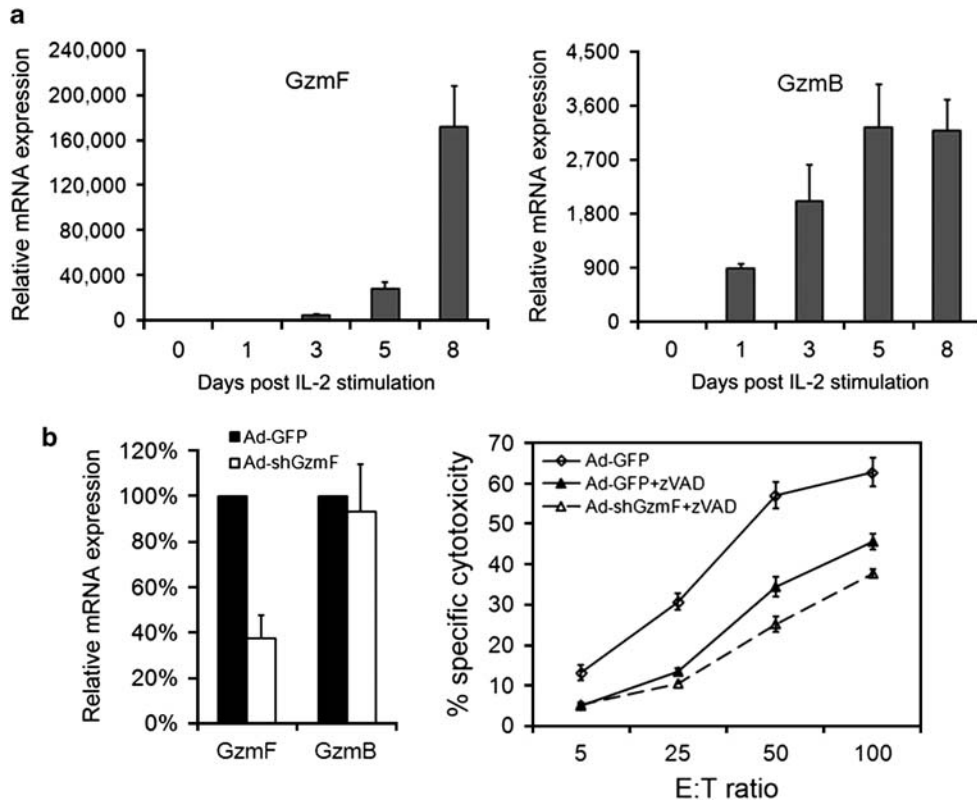 a
Relative mRNA expression
240,000
200,000
160,000
120,000
80,000
40,000
0
GzmF
0 1 3 5 8
Days post IL-2 stimulation
Relative mRNA expression
4,500
3,600
2,700
1,800
900
0
GzmB
0 1 3 5 8
Days post IL-2 stimulation
b
Relative mRNA expression
Ad-GFP
Ad-shGzmF
120%
100%
80%
60%
40%
20%
0%
GzmF GzmB
% specific cytotoxicity
70
60
50
40
30
20
10
0
Ad-GFP
Ad-GFP+zVAD
Ad-shGzmF+zVAD
5 25 50 100
E:T ratio